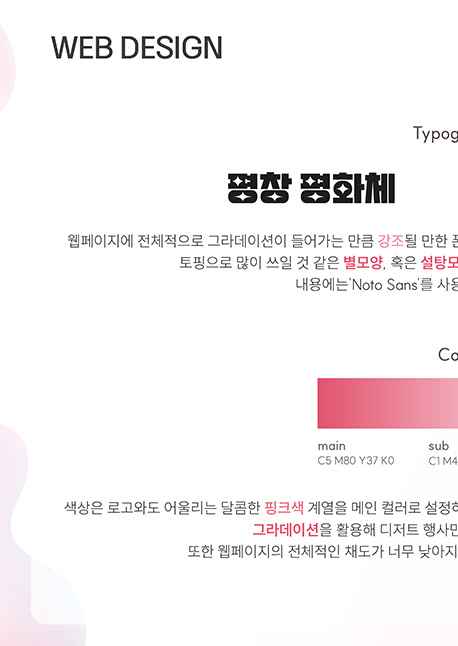 WEB DESIGN
Typog
평창 평화체
웹페이지에 전체적으로 그라데이션이 들어가는 만큼 강조될 만한 폰
토핑으로 많이 쓰일 것 같은 별모양, 혹은 설탕모
내용에는'Noto Sans'를 사용
Co
main
sub
C5 M80 Y37 K0
C1 M4
색상은 로고와도 어울리는 달콤한 핑크색 계열을 메인 컬러로 설정하
그라데이션을 활용해 디저트 행사만
또한 웹페이지의 전체적인 채도가 너무 낮아지